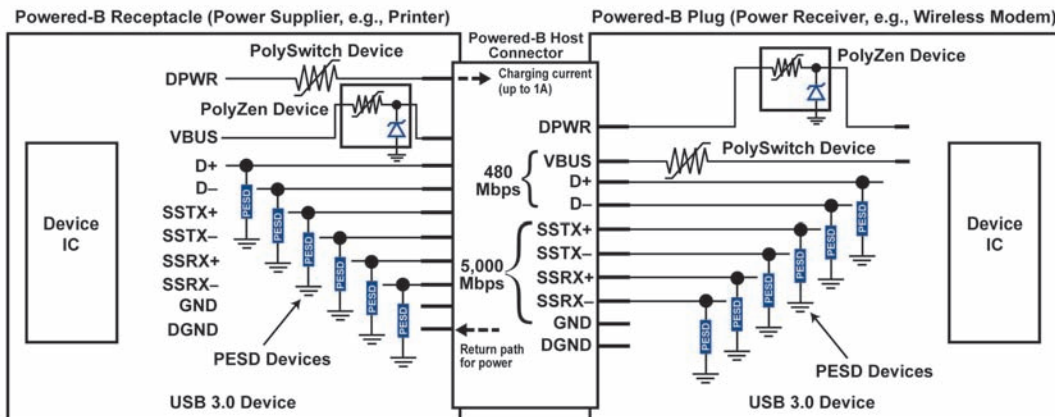 Powered-B Receptacle (Power Supplier, e.g., Printer)
Powered-B Plug (Power Receiver, e.g., Wireless Modem)
PolySwitch Device
DPWR
PolyZen Device
VBUS
D+
D–
SSTX+
SSTX–
SSRX+
SSRX–
GND
DGND
Device
IC
PESD
PESD
PESD
PESD
PESD
PESD
PESD Devices
USB 3.0 Device
Powered-B Host
Connector
Charging current
(up to 1A)
480
Mbps
5,000
Mbps
Return path
for power
PolyZen Device
DPWR
VBUS
PolySwitch Device
D+
D–
SSTX+
SSTX–
SSRX+
SSRX–
GND
DGND
PESD
PESD
PESD
PESD
PESD
PESD
PESD Devices
Device
IC
USB 3.0 Device